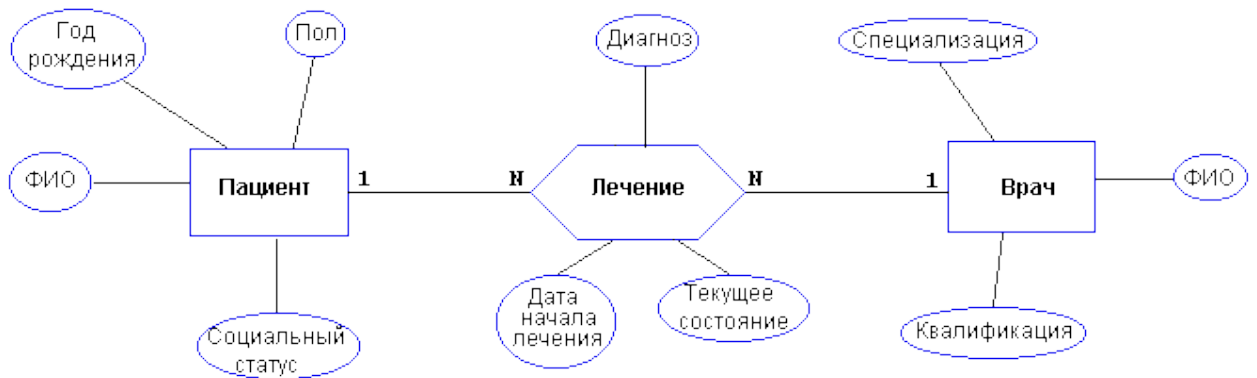 Год
рождения
Пол
Диагноз
Специализация
ФИО
Пациент
1
N
Лечение
N
1
Врач
ФИО
Социальный
статус
Дата
начала
лечения
Текущее
состояние
Квалификация